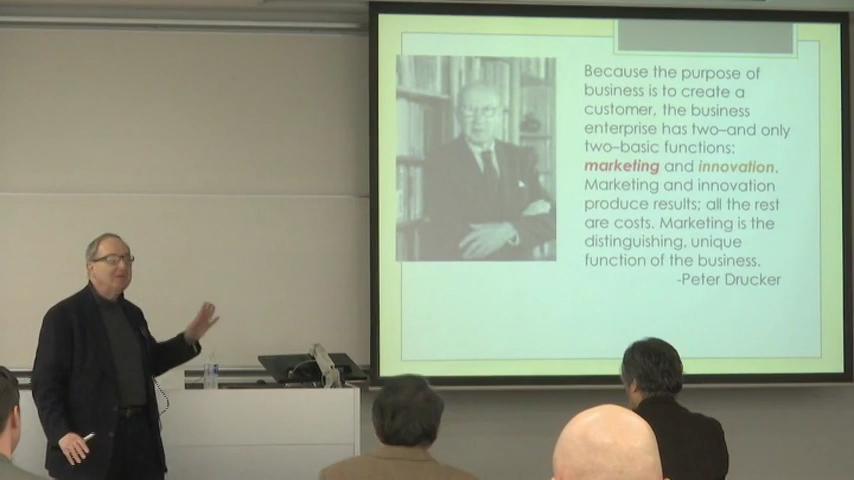 Because the purpose of
business is to create a
customer, the business
enterprise has two–and only
two–basic functions:
marketing and innovation.
Marketing and innovation
produce results; all the rest
are costs. Marketing is the
distinguishing, unique
function of the business.
-Peter Drucker